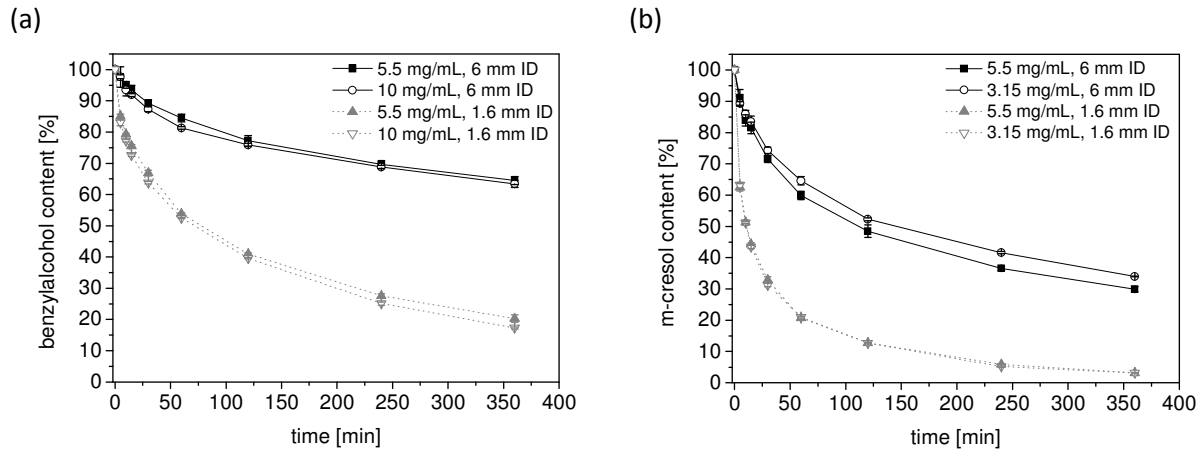 (a)
5.5 mg/mL, 6 mm ID
10 mg/mL, 6 mm ID
5.5 mg/mL, 1.6 mm ID
10 mg/mL, 1.6 mm ID
benzylalcohol content [%]
100
90
80
70
60
50
40
30
20
10
0
0 50 100 150 200 250 300 350 400
time [min]
(b)
5.5 mg/mL, 6 mm ID
3.15 mg/mL, 6 mm ID
5.5 mg/mL, 1.6 mm ID
3.15 mg/mL, 1.6 mm ID
m-cresol content [%]
100
90
80
70
60
50
40
30
20
10
0
0 50 100 150 200 250 300 350 400
time [min]